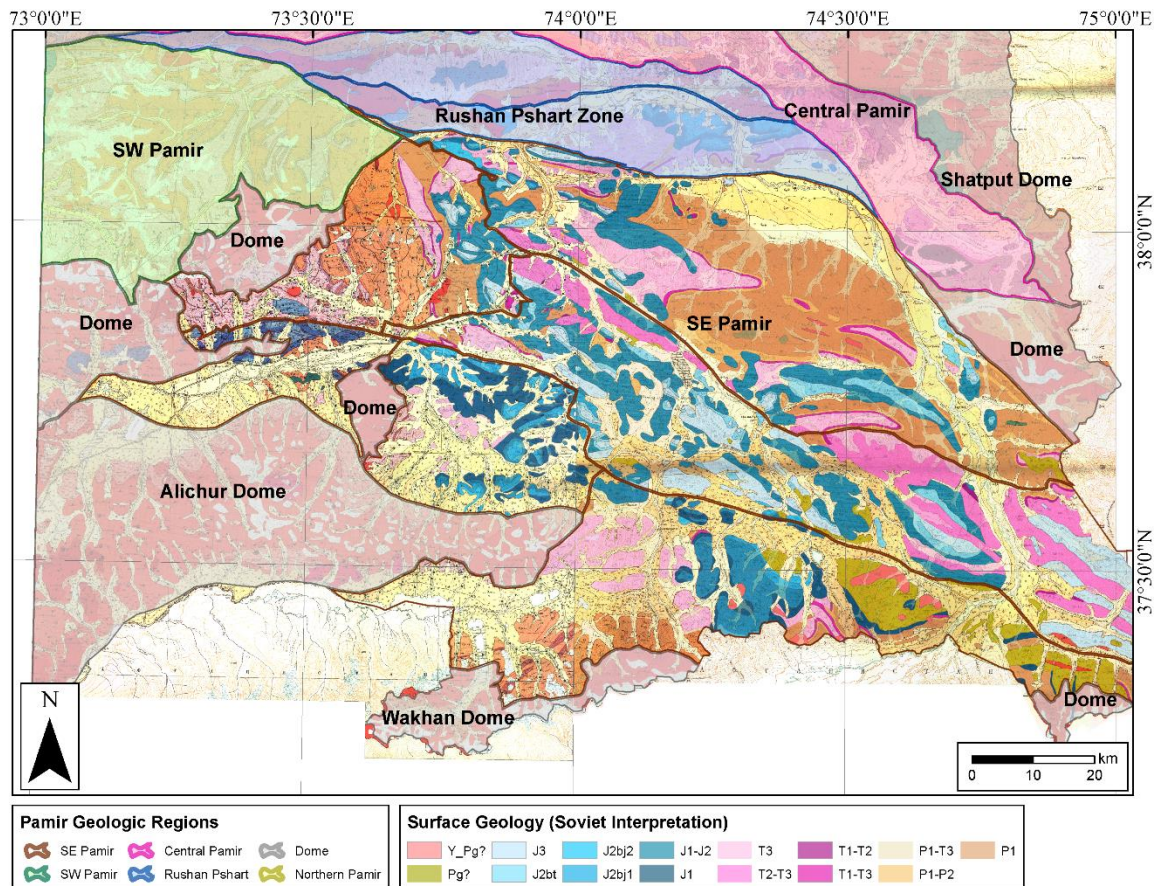 73°0'0"E 73°30'0"E 74°0'0"E 74°30'0"E 75°0'0"E
Rushan Pshart Zone
Central Pamir
SW Pamir
Shatput Dome
Dome
38°0'0"N
Dome
SE Pamir
Dome
Dome
Alichur Dome
37°30'0"N
Wakhan Dome
Dome
N
km
0 10 20
Pamir Geologic Regions
SE Pamir Central Pamir Dome
SW Pamir Rushan Pshart Northern Pamir
Surface Geology (Soviet Interpretation)
Y_Pg? J3 J2bj2 J1-J2 T3 T1-T2 P1-T3 P1
Pg? J2bt J2bj1 J1 T2-T3 T1-T3 P1-P2